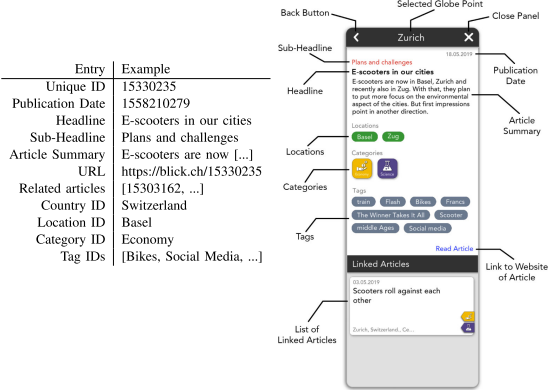 Entry Example
Unique ID 15330235
Publication Date 1558210279
Headline E-scooters in our cities
Sub-Headline Plans and challenges
Article Summary E-scooters are now [...]
URL https://blick.ch/15330235
Related articles [15303162, ...]
Country ID Switzerland
Location ID Basel
Category ID Economy
Tag IDs [Bikes, Social Media, ...]
Selected Globe Point
Back Button
Close Panel
Zurich
18.05.2019
Sub-Headline
Plans and challenges
Headline
E-scooters in our cities
Publication
Date
E-scooters are now in Basel, Zurich and
recently also in Zug. With that, they plan
to put more focus on the environmental
aspect of the cities. But first impressions
point in another direction.
Article
Summary
Locations
Locations
Basel Zug
Categories
Categories
Science
Tags
Tags
train Flash Bikes Francs
The Winner Takes It All Scooter
middle Ages Social media
Read Article
Link to Website
of Article
Linked Articles
03.05.2019
Scooters roll against each
other
List of
Linked Articles
Zurich, Switzerland,, Ge...